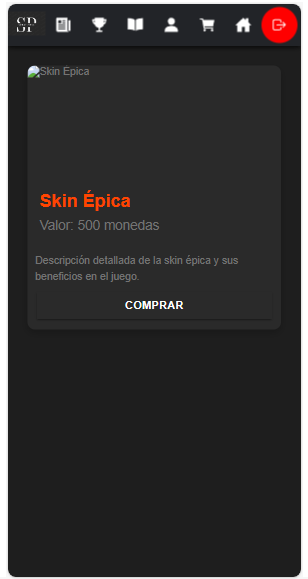 SP
Skin Épica
Skin Épica
Valor: 500 monedas
Descripción detallada de la skin épica y sus
beneficios en el juego.
COMPRAR